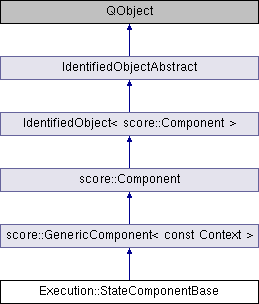 QObject
IdentifiedObjectAbstract
IdentifiedObject< score::Component >
score::Component
score::GenericComponent< const Context >
Execution::StateComponentBase